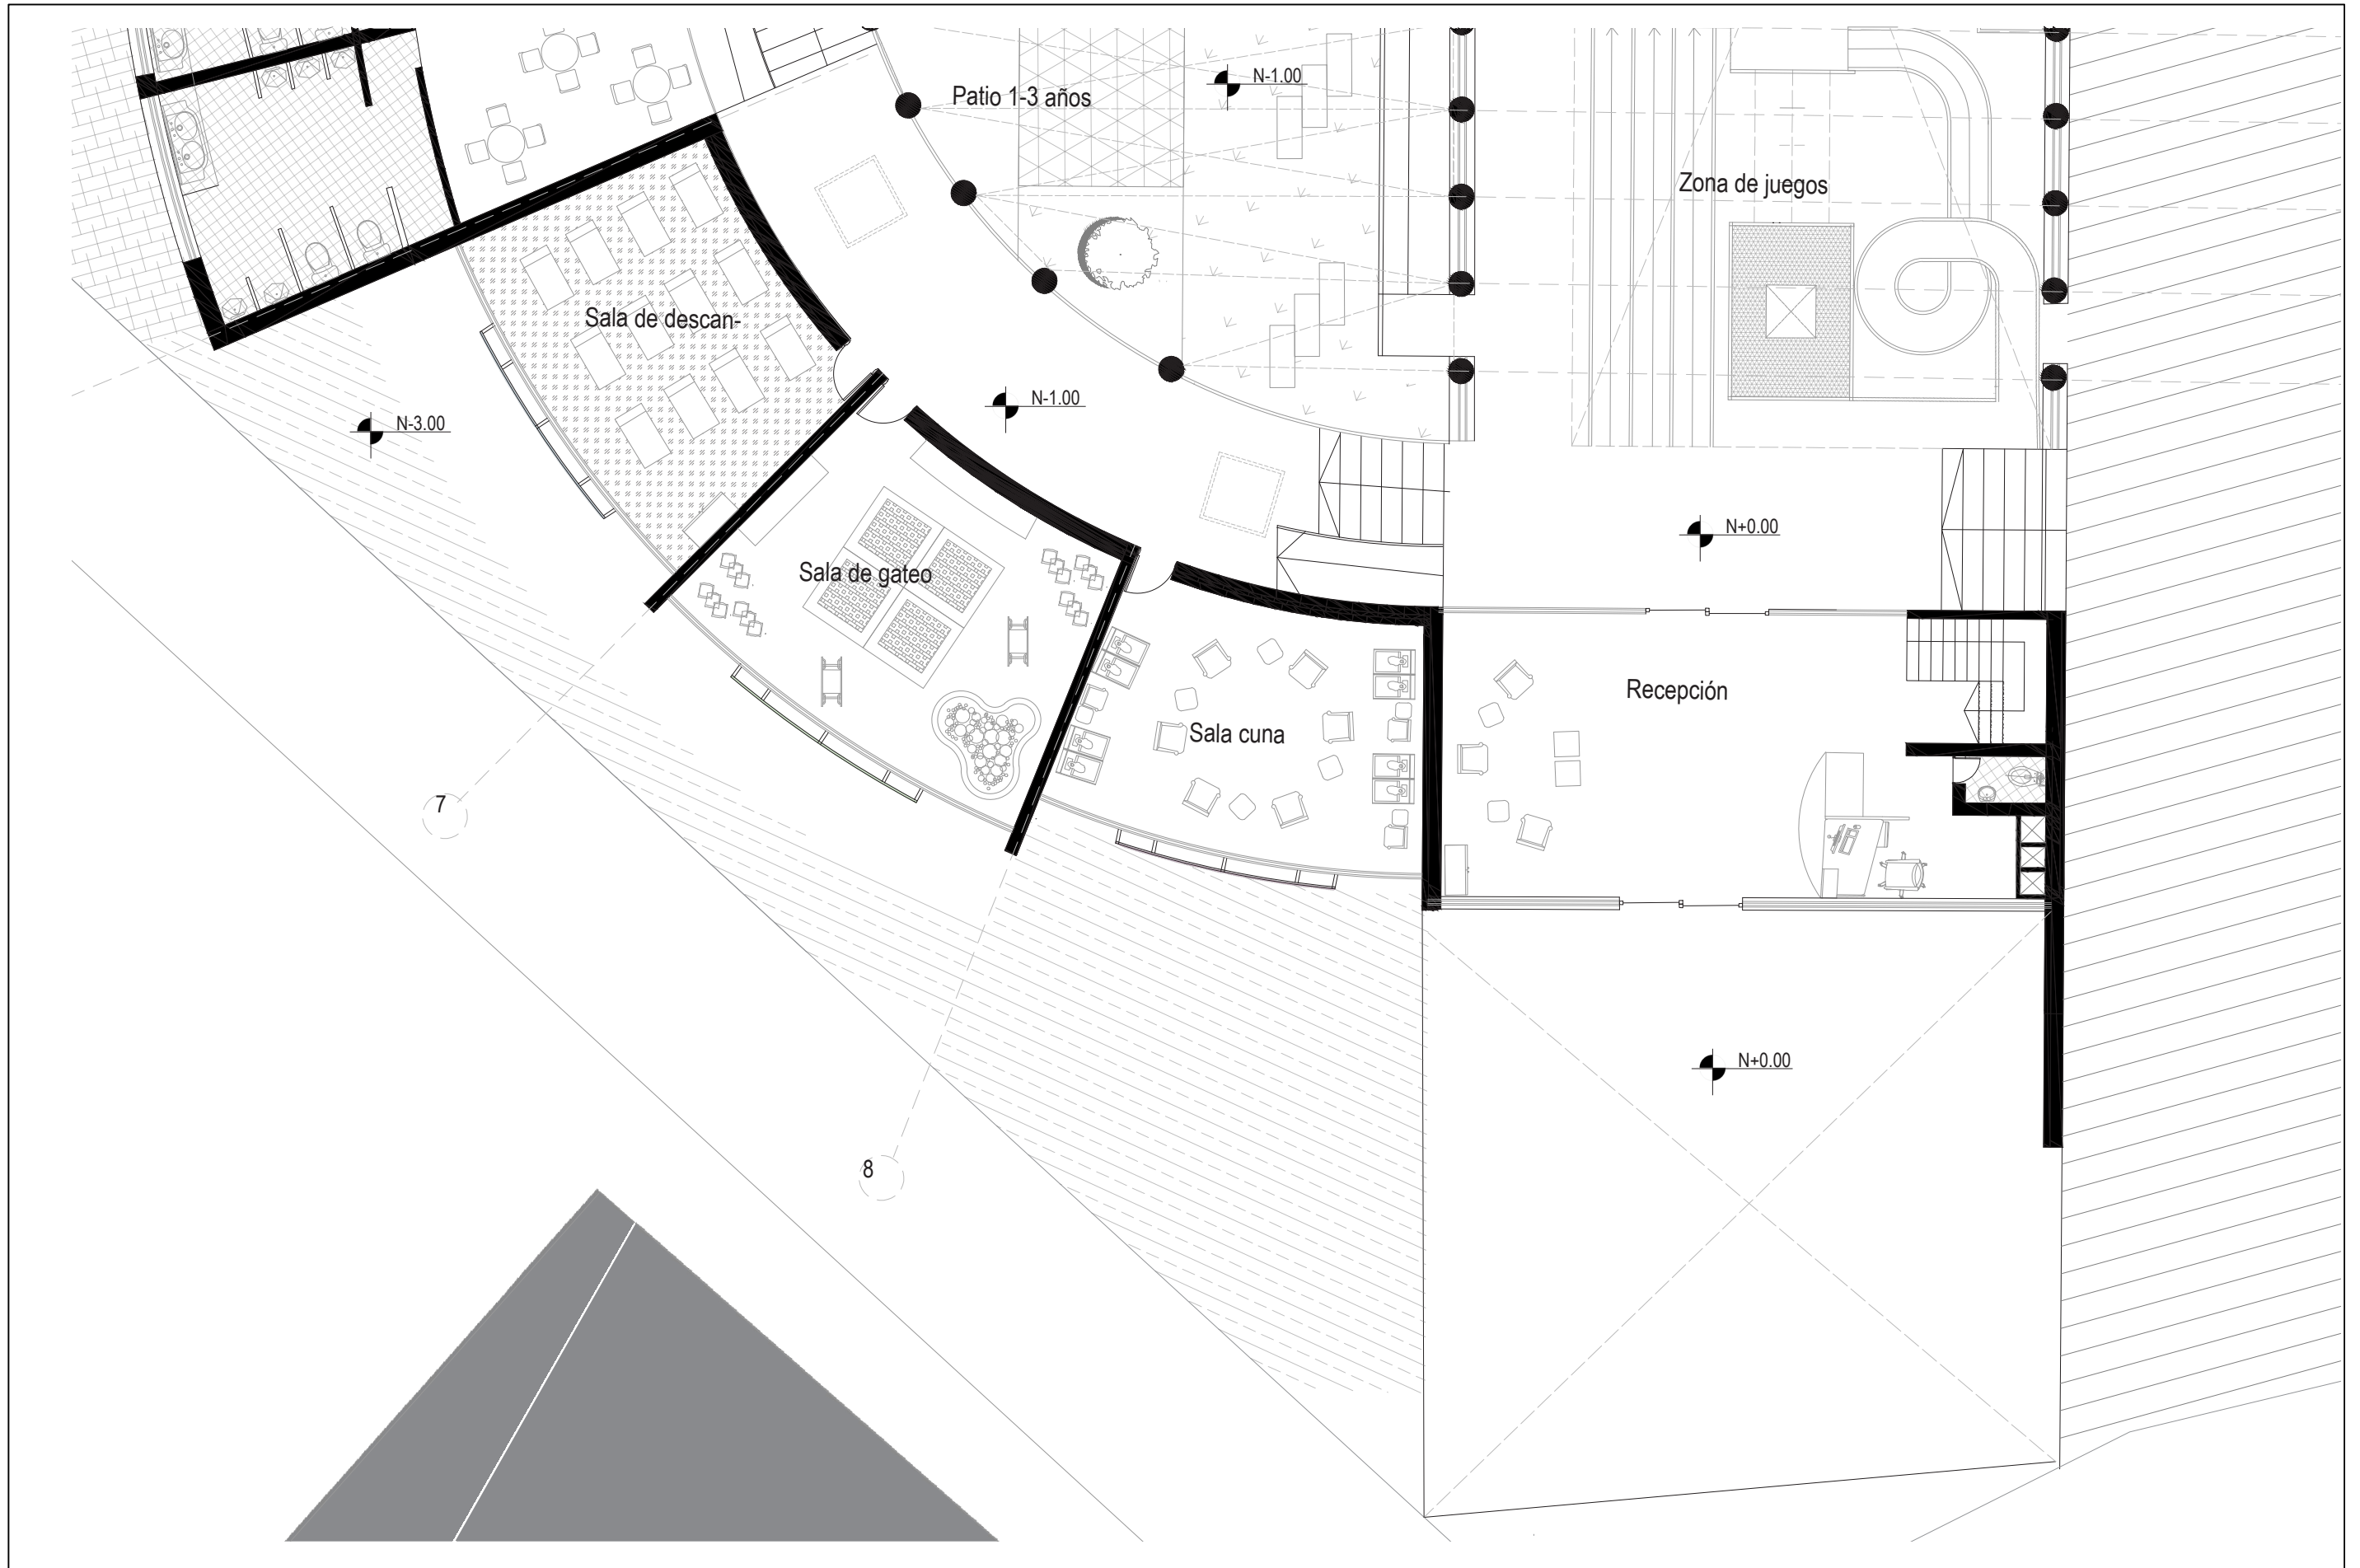 N-1.00
Patio 1-3 años
Zona de juegos
Sala de descan-
N-1.00
N-3.00
N+0.00
Sala de gateo
Recepción
Sala cuna
7
N+0.00
8